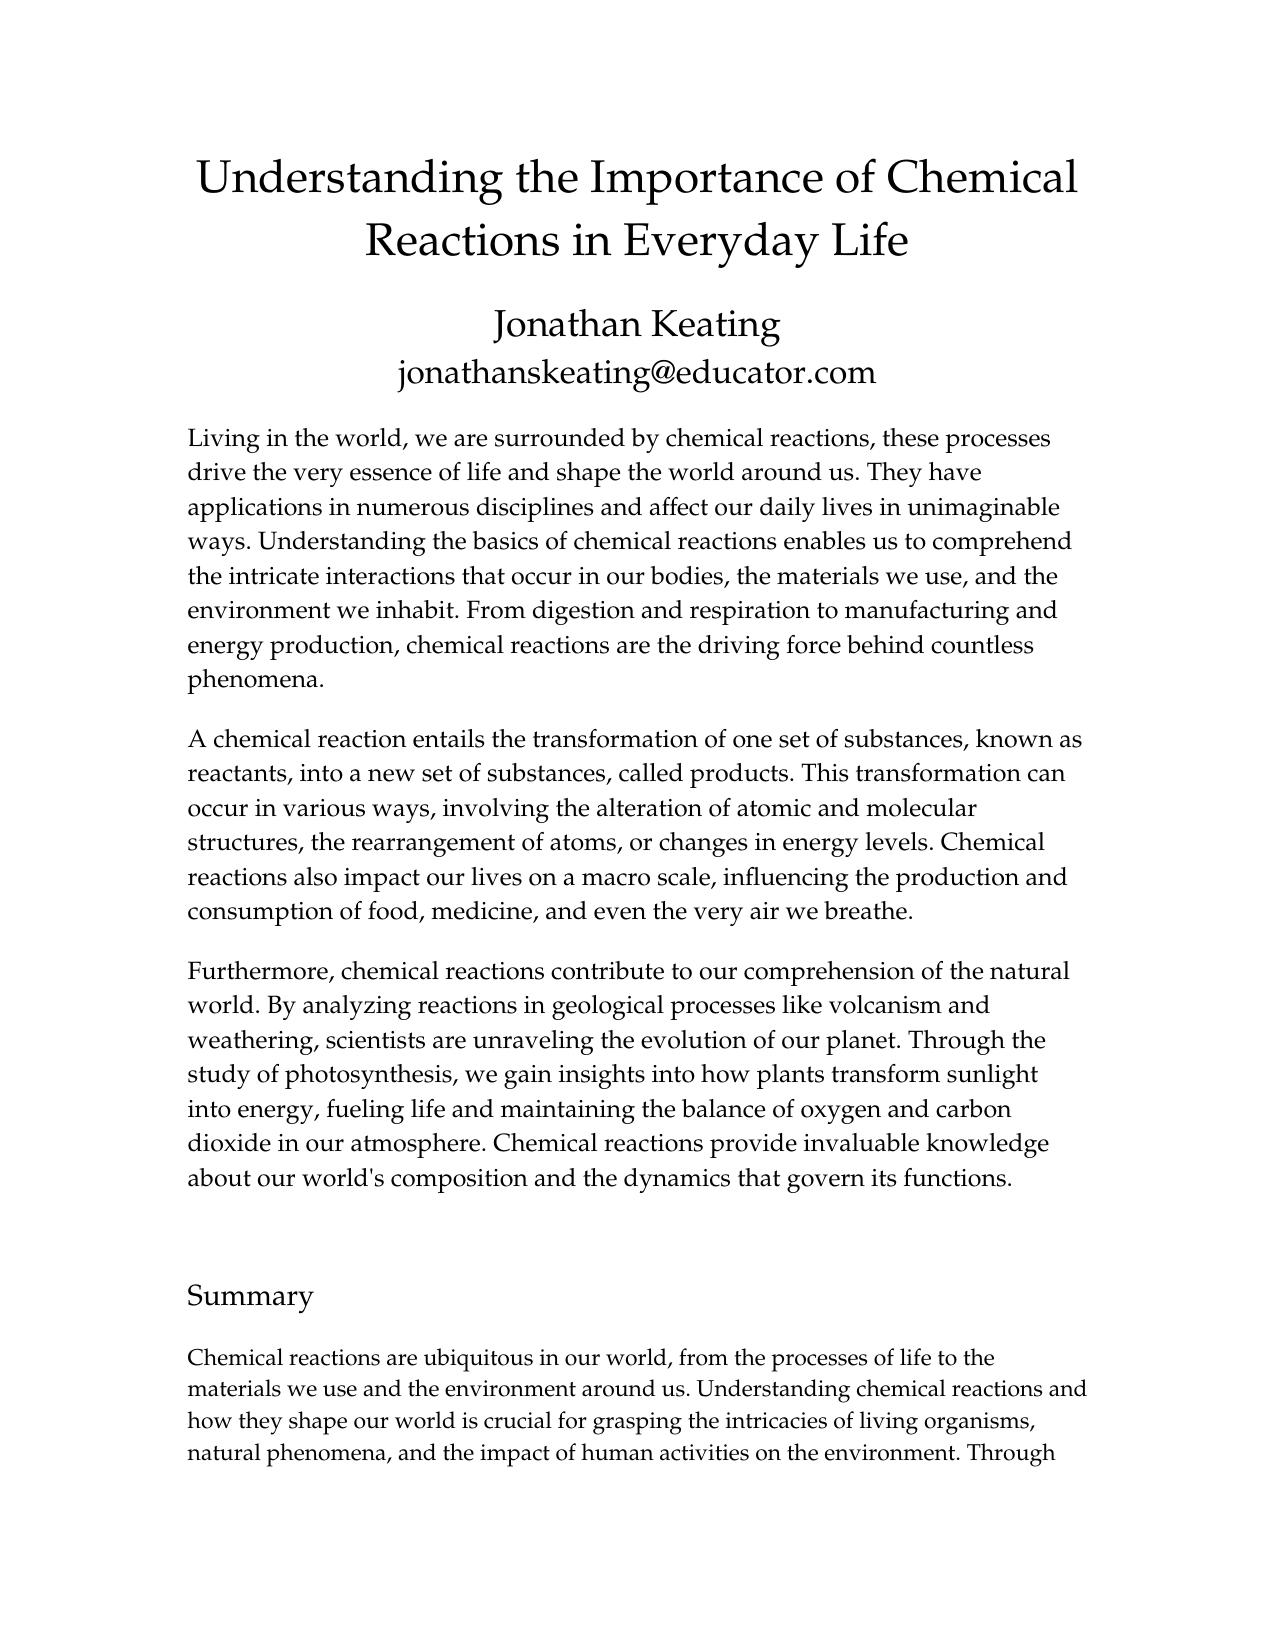 Understanding the Importance of Chemical
Reactions in Everyday Life
Jonathan Keating
jonathanskeating@educator.com
Living in the world, we are surrounded by chemical reactions, these processes
drive the very essence of life and shape the world around us. They have
applications in numerous disciplines and affect our daily lives in unimaginable
ways. Understanding the basics of chemical reactions enables us to comprehend
the intricate interactions that occur in our bodies, the materials we use, and the
environment we inhabit. From digestion and respiration to manufacturing and
energy production, chemical reactions are the driving force behind countless
phenomena.
A chemical reaction entails the transformation of one set of substances, known as
reactants, into a new set of substances, called products. This transformation can
occur in various ways, involving the alteration of atomic and molecular
structures, the rearrangement of atoms, or changes in energy levels. Chemical
reactions also impact our lives on a macro scale, influencing the production and
consumption of food, medicine, and even the very air we breathe.
Furthermore, chemical reactions contribute to our comprehension of the natural
world. By analyzing reactions in geological processes like volcanism and
weathering, scientists are unraveling the evolution of our planet. Through the
study of photosynthesis, we gain insights into how plants transform sunlight
into energy, fueling life and maintaining the balance of oxygen and carbon
dioxide in our atmosphere. Chemical reactions provide invaluable knowledge
about our world's composition and the dynamics that govern its functions.
Summary
Chemical reactions are ubiquitous in our world, from the processes of life to the
materials we use and the environment around us. Understanding chemical reactions and
how they shape our world is crucial for grasping the intricacies of living organisms,
natural phenomena, and the impact of human activities on the environment. Through